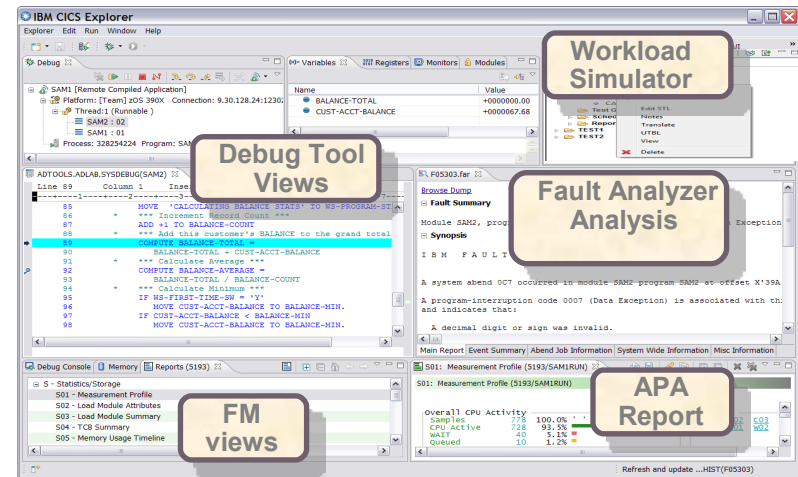 IBM CICS Explorer
Explorer Edit Run Window Help
Debug
SAM1 [Remote Compiled Application]
Platform: [Team] zOS 390X Connection: 9.30.128.24:1230
Thread:1 (Runnable )
SAM2 : 02
SAM1 : 01
Process: 328254224 Program: SAM
Variables Registers Monitors Modules
Name Value
BALANCE-TOTAL +0000000.00
CUST-ACCT-BALANCE +0000067.68
Workload
Simulator
Test
Sched
Repor
TEST1
TEST2
Edit STL
Notes
Translate
UTBL
View
Delete
Debug Tool
Views
ADTOOLS.ADLAB.SYSDEBUG(SAM2)
Line 89 Column 1 Inser
85 MOVE 'CALCULATING BALANCE STATS' TO WS-PROGRAM-ST
86 * *** Increment Record Count ***
87 ADD +1 TO BALANCE-COUNT
88 * *** Add this customer's BALANCE to the grand total
89 COMPUTE BALANCE-TOTAL =
90 BALANCE-TOTAL + CUST-ACCT-BALANCE
91 * *** Calculate Average ***
92 COMPUTE BALANCE-AVERAGE =
93 BALANCE-TOTAL / BALANCE-COUNT
94 * *** Calculate Minimum ***
95 IF WS-FIRST-TIME-SW = 'Y'
96 MOVE CUST-ACCT-BALANCE TO BALANCE-MIN.
97 IF CUST-ACCT-BALANCE < BALANCE-MIN
98 MOVE CUST-ACCT-BALANCE TO BALANCE-MIN.
F05303.far
Browse Dump
Fault Summary
Module SAM2, prog Exception
Synopsis
I B M F A U L T
Fault Analyzer
Analysis
A system abend 0C7 occurred in module SAM2 program SAM2 at offset X'39A
A program-interruption code 0007 (Data Exception) is associated with thi
and indicates that:
A decimal digit or sign was invalid.
Main Report Event Summary Abend Job Information System Wide Information Misc Information
Debug Console Memory Reports (5193)
S - Statistics/Storage
S01 - Measurement Profile
S02 - Load Module Attributes
S03 - Load Module Summary
S04 - TCB Summary
S05 - Memory Usage Timeline
FM
views
S01: Measurement Profile (5193/SAM1RUN)
S01: Measurement Profile (5193/SAM1RUN)
Overall CPU Activity
Samples 778 100.0%
CPU Active 728 93.5%
WAIT 40 5.1%
Queued 10 1.2%
C03
W02
APA
Report
Refresh and update ...HIST(F05303)